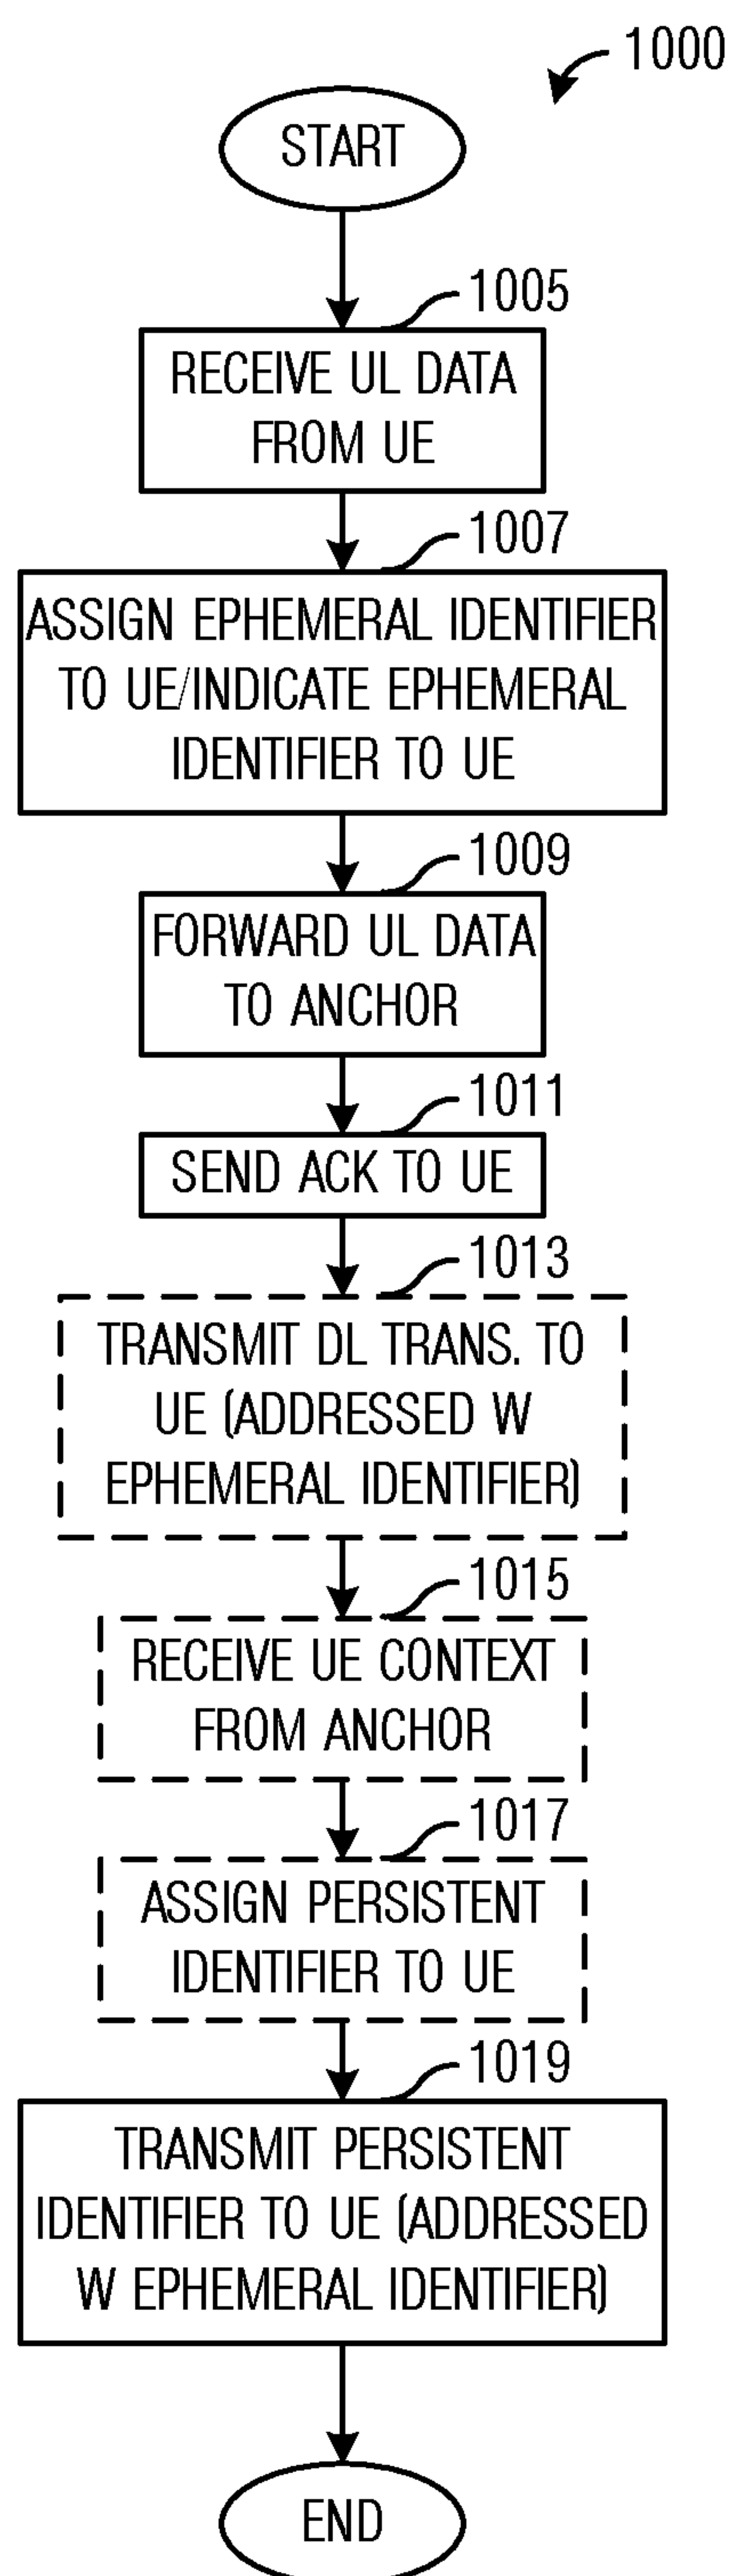 1000
START
1005
RECEIVE UL DATA
FROM UE
1007
ASSIGN EPHEMERAL IDENTIFIER
TO UE/INDICATE EPHEMERAL
IDENTIFIER TO UE
1009
FORWARD UL DATA
TO ANCHOR
1011
SEND ACK TO UE
1013
TRANSMIT DL TRANS. TO
UE (ADDRESSED W
EPHEMERAL IDENTIFIER)
1015
RECEIVE UE CONTEXT
FROM ANCHOR
1017
ASSIGN PERSISTENT
IDENTIFIER TO UE
1019
TRANSMIT PERSISTENT
IDENTIFIER TO UE (ADDRESSED
W EPHEMERAL IDENTIFIER)
END